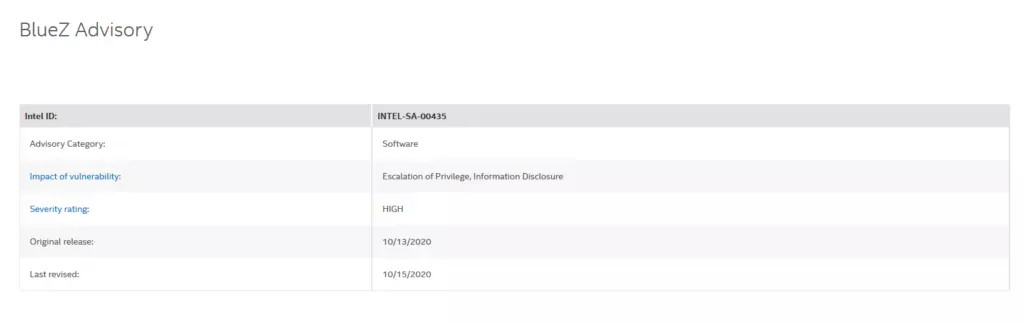 BlueZ Advisory
Intel ID: INTEL-SA-00435
Advisory Category: Software
Impact of vulnerability: Escalation of Privilege, Information Disclosure
Severity rating: HIGH
Original release: 10/13/2020
Last revised: 10/15/2020